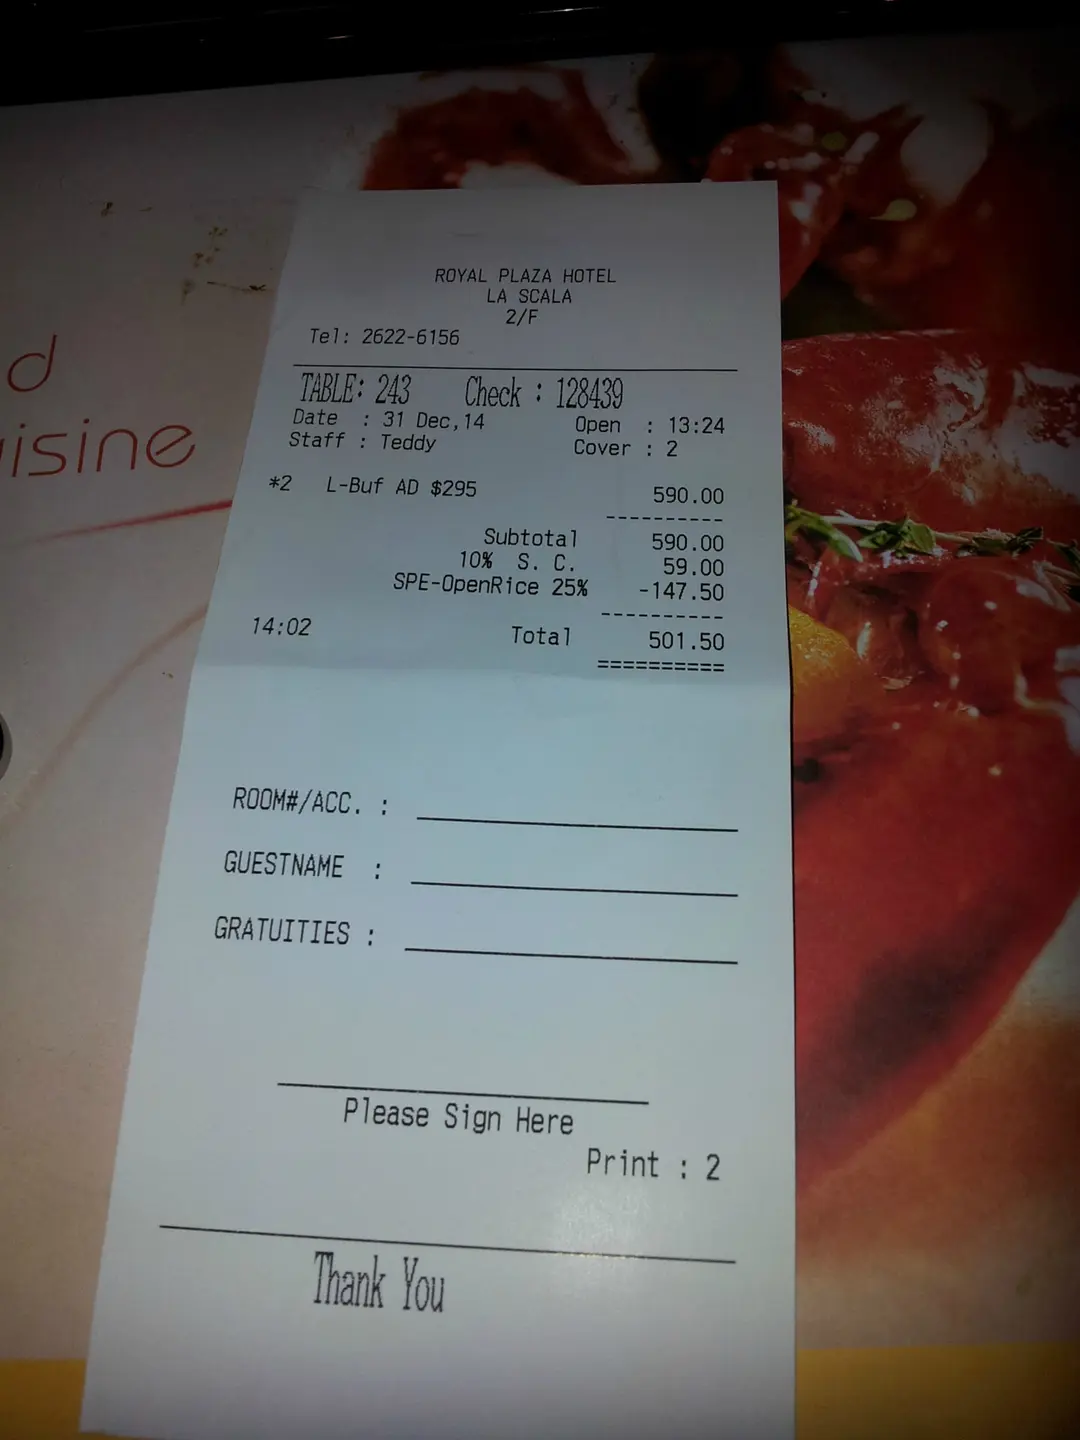 d
isine
ROYAL PLAZA HOTEL
LA SCALA
2/F
Tel: 2622-6156
TABLE: 243 Check : 128439
Date : 31 Dec,14 Open : 13:24
Staff : Teddy Cover : 2
*2 L-Buf AD $295 590.00
----------
Subtotal 590.00
10% S. C. 59.00
SPE-OpenRice 25% -147.50
----------
14:02 Total 501.50
==========
ROOM#/ACC. :
GUESTNAME :
GRATUITIES :
Please Sign Here
Print : 2
Thank You